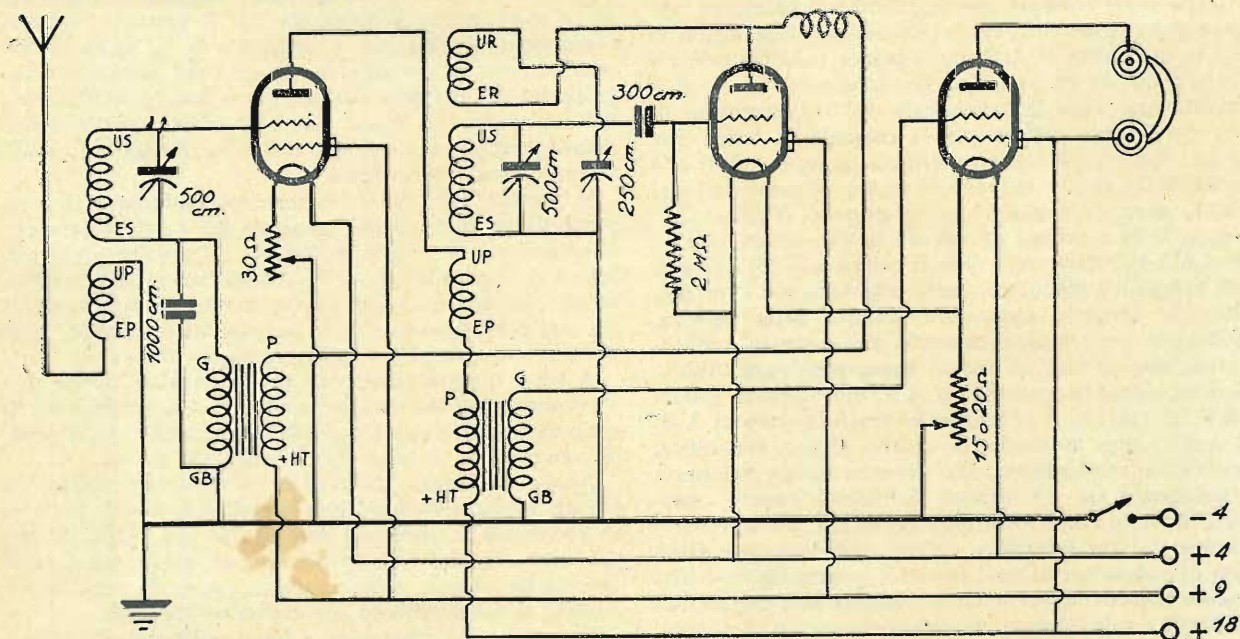 UR
ER
300 cm.
US
500 cm.
ES
UP
EP
1000 cm.
30 Ω
US
500 cm.
250 cm.
ES
2 MΩ
UP
EP
G
P
GB
+HT
P
G
+HT
GB
15 o 20 Ω
- 4
+ 4
+ 9
+ 18